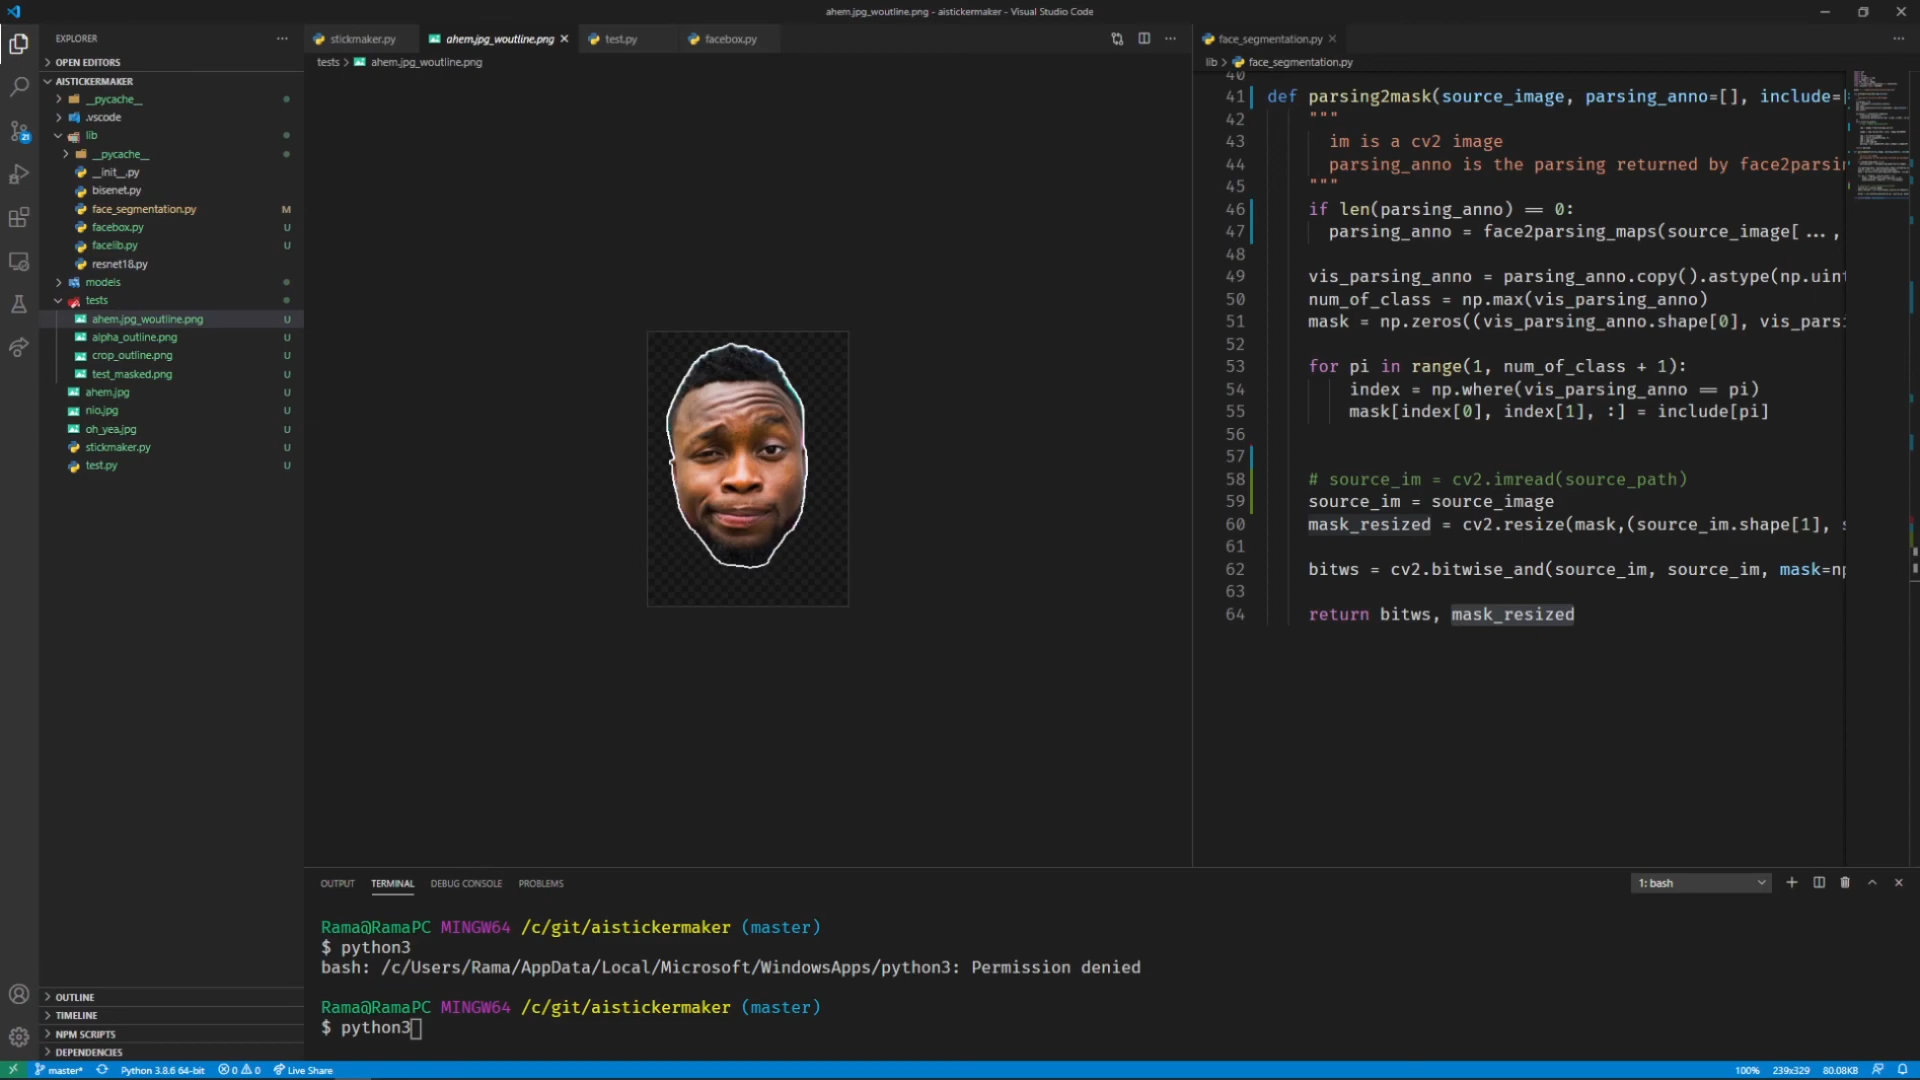 ahem.jpg_woutline.png - aistickermaker - Visual Studio Code
EXPLORER
OPEN EDITORS
AISTICKERMAKER
__pycache__
.vscode
lib
__pycache__
__init__.py
bisenet.py
face_segmentation.py M
facebox.py U
facelib.py U
resnet18.py
models
tests
ahem.jpg_woutline.png U
alpha_outline.png U
crop_outline.png U
test_masked.png U
ahem.jpg U
nio.jpg U
oh_yea.jpg U
stickmaker.py U
test.py U
OUTLINE
TIMELINE
NPM SCRIPTS
DEPENDENCIES
stickmaker.py ahem.jpg_woutline.png test.py facebox.py
tests > ahem.jpg_woutline.png
face_segmentation.py
lib > face_segmentation.py
40
41 def parsing2mask(source_image, parsing_anno=[], include=[
42 """
43 im is a cv2 image
44 parsing_anno is the parsing returned by face2parsin
45 """
46 if len(parsing_anno) == 0:
47 parsing_anno = face2parsing_maps(source_image[...,
48
49 vis_parsing_anno = parsing_anno.copy().astype(np.uin
50 num_of_class = np.max(vis_parsing_anno)
51 mask = np.zeros((vis_parsing_anno.shape[0], vis_pars
52
53 for pi in range(1, num_of_class + 1):
54 index = np.where(vis_parsing_anno == pi)
55 mask[index[0], index[1], :] = include[pi]
56
57
58 # source_im = cv2.imread(source_path)
59 source_im = source_image
60 mask_resized = cv2.resize(mask,(source_im.shape[1], s
61
62 bitws = cv2.bitwise_and(source_im, source_im, mask=np
63
64 return bitws, mask_resized
OUTPUT TERMINAL DEBUG CONSOLE PROBLEMS
1: bash
Rama@RamaPC MINGW64 /c/git/aistickermaker (master)
$ python3
bash: /c/Users/Rama/AppData/Local/Microsoft/WindowsApps/python3: Permission denied
Rama@RamaPC MINGW64 /c/git/aistickermaker (master)
$ python3
master* Python 3.8.6 64-bit 0 0 Live Share
100% 239x329 80.08KB